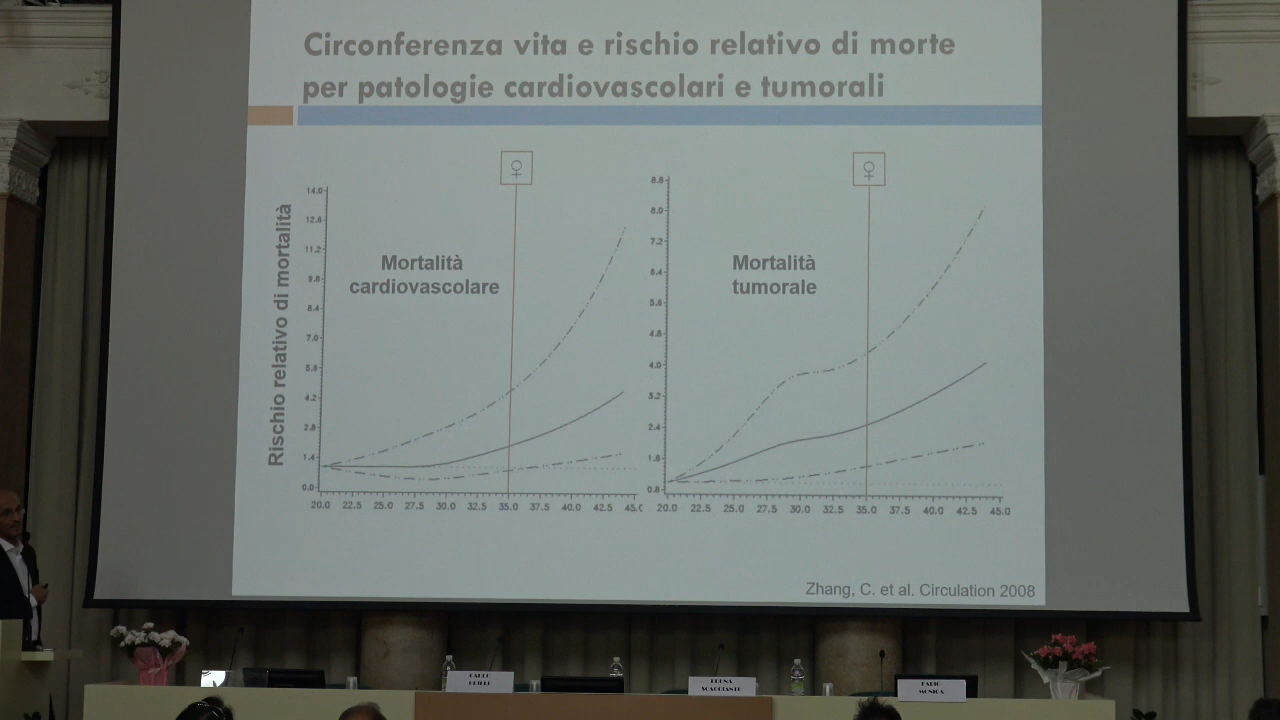 Circonferenza vita e rischio relativo di morte
per patologie cardiovascolari e tumorali
♀
♀
Rischio relativo di mortalità
Mortalità
cardiovascolare
14.0
12.6
11.2
9.8
8.4
7.0
5.6
4.2
2.8
1.4
0.0
20.0 22.5 25.0 27.5 30.0 32.5 35.0 37.5 40.0 42.5 45.0
Mortalità
tumorale
8.8
8.0
7.2
6.4
5.6
4.8
4.0
3.2
2.4
1.6
0.8
20.0 22.5 25.0 27.5 30.0 32.5 35.0 37.5 40.0 42.5 45.0
Zhang, C. et al. Circulation 2008
MONICA